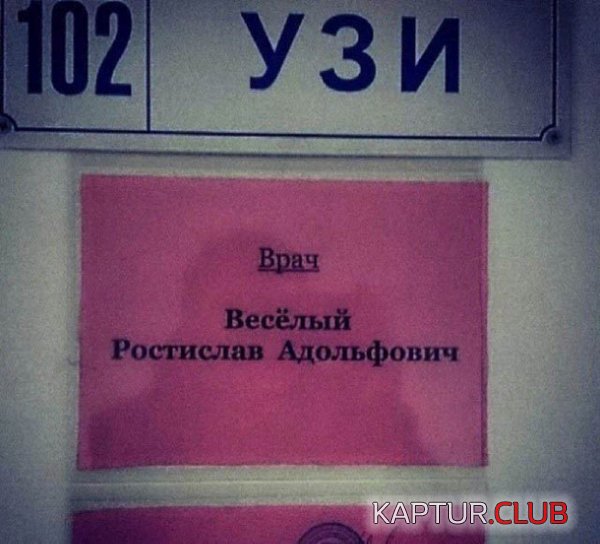 102 УЗИ
Врач
Весёлый
Ростислав Адольфович
KAPTUR.CLUB